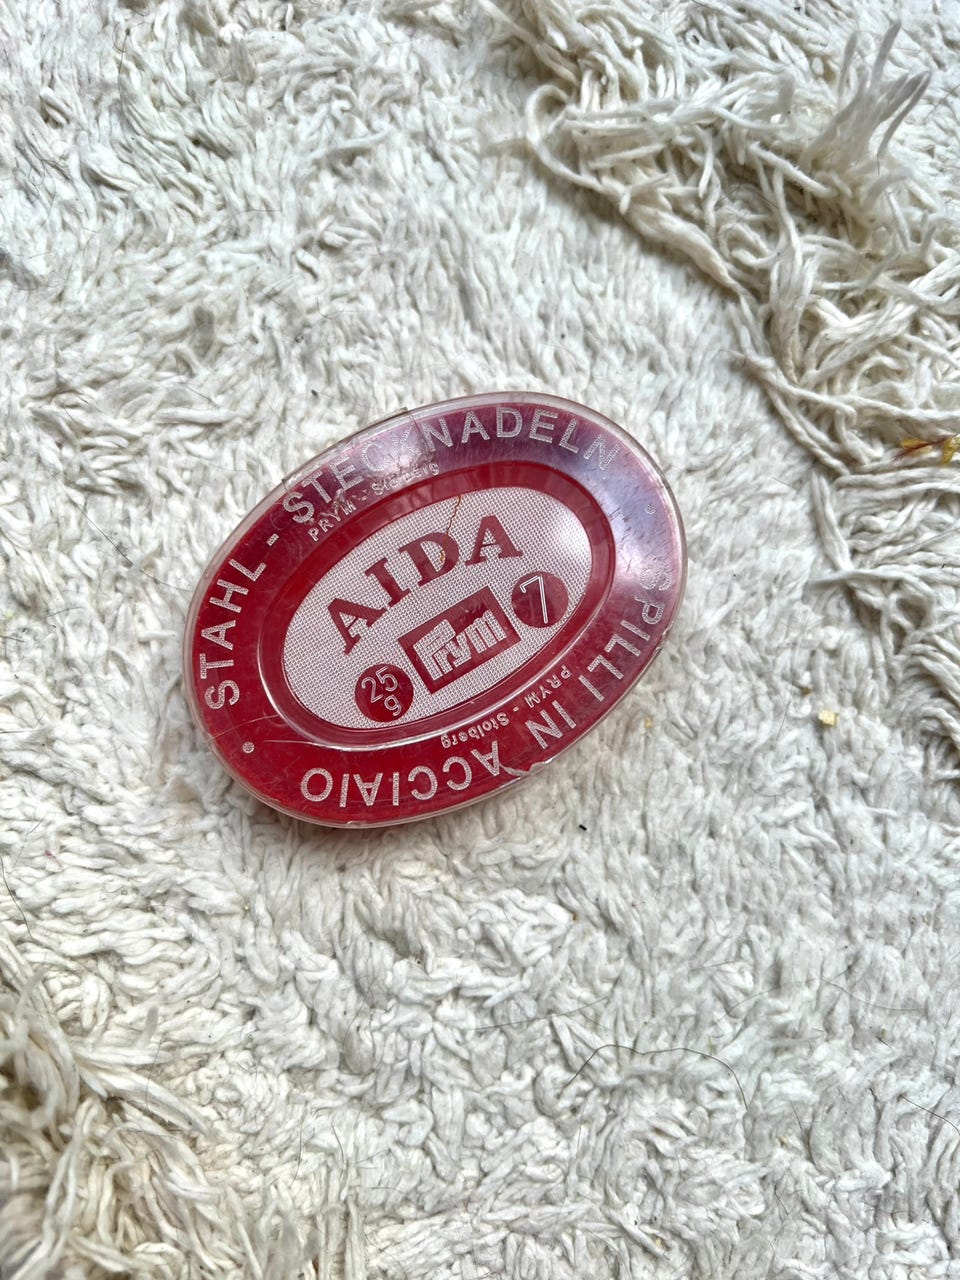 STAHL - STECKNADELN
PRYM - Stolberg
AIDA
Prym
7
25
g
PRYM - Stolberg
SPILLI IN ACCIAIO